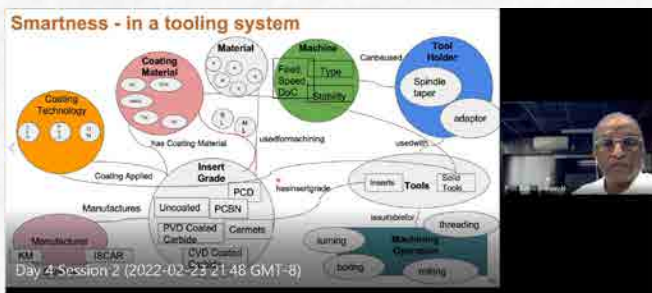 Smartness - in a tooling system
Coating
Material
Material
Machine
Feed
Speed
DoC
Type
Stability
Canbeused
Tool
Holder
Spindle
taper
adaptor
Coating
Technology
has Coating Material
usedformachining
usedwith
Coating Applied
Insert
Grade
hasinsertgrade
Inserts
Tools
Solid
Tools
PCD
Manufactures
Uncoated
PCBN
PVD Coated
Carbide
Cermets
CVD Coated
Carbide
Manufacturer
KM
ISCAR
issuitablefor
threading
turning
Machining
Operation
boring
milling
Day 4 Session 2 (2022-02-23 21:48 GMT-8)